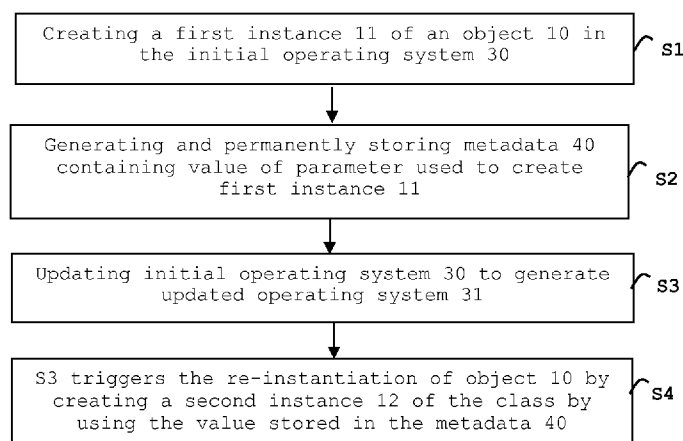 Creating a first instance 11 of an object 10 in
the initial operating system 30
S1
Generating and permanently storing metadata 40
containing value of parameter used to create
first instance 11
S2
Updating initial operating system 30 to generate
updated operating system 31
S3
S3 triggers the re-instantiation of object 10 by
creating a second instance 12 of the class by
using the value stored in the metadata 40
S4